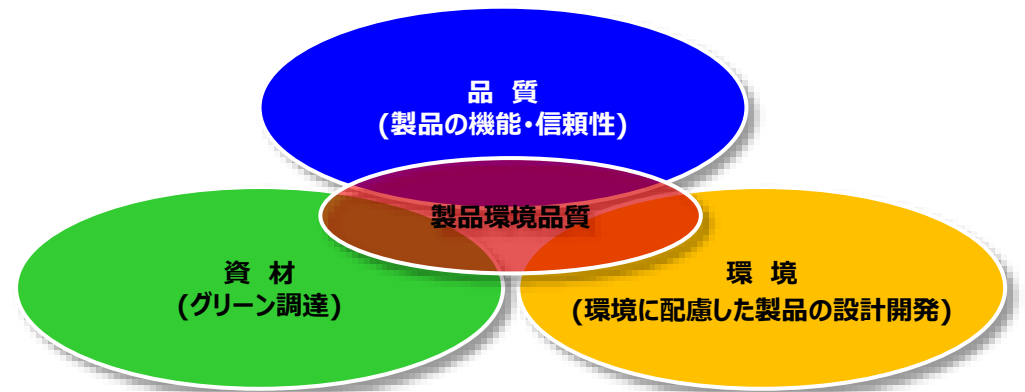 品 質
(製品の機能・信頼性)
製品環境品質
資 材
(グリーン調達)
環 境
(環境に配慮した製品の設計開発)